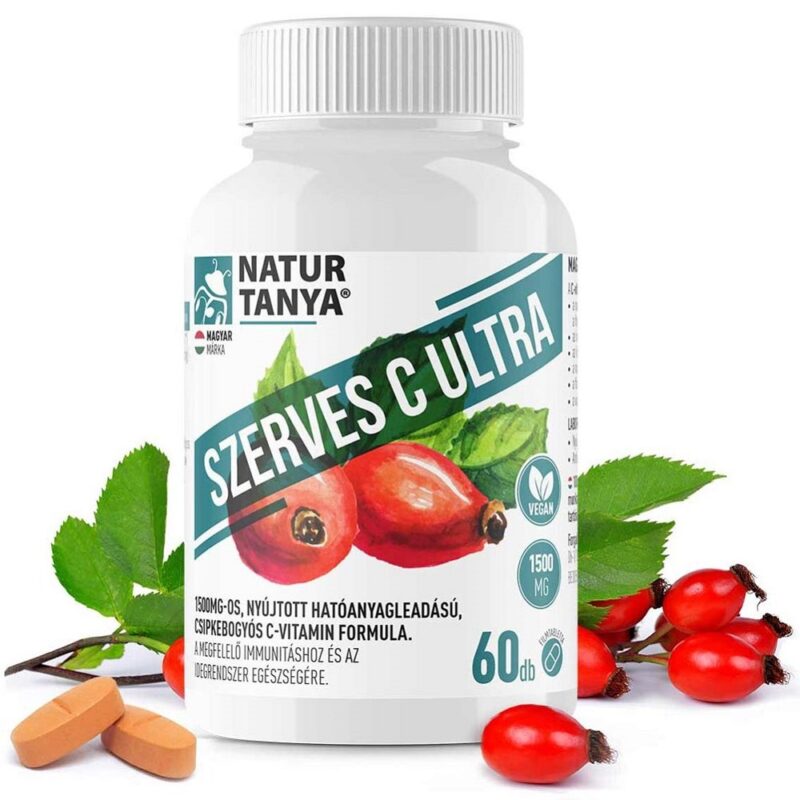 NATUR
TANYA®
MAGYAR
MÁRKA
SZERVES C ULTRA
VEGAN
1500
MG
1500MG-OS, NYÚJTOTT HATÓANYAGLEADÁSÚ,
CSIPKEBOGYÓS C-VITAMIN FORMULA.
A MEGFELELŐ IMMUNITÁSHOZ ÉS AZ
IDEGRENDSZER EGÉSZSÉGÉRE.
60db
FILMTABLETTA